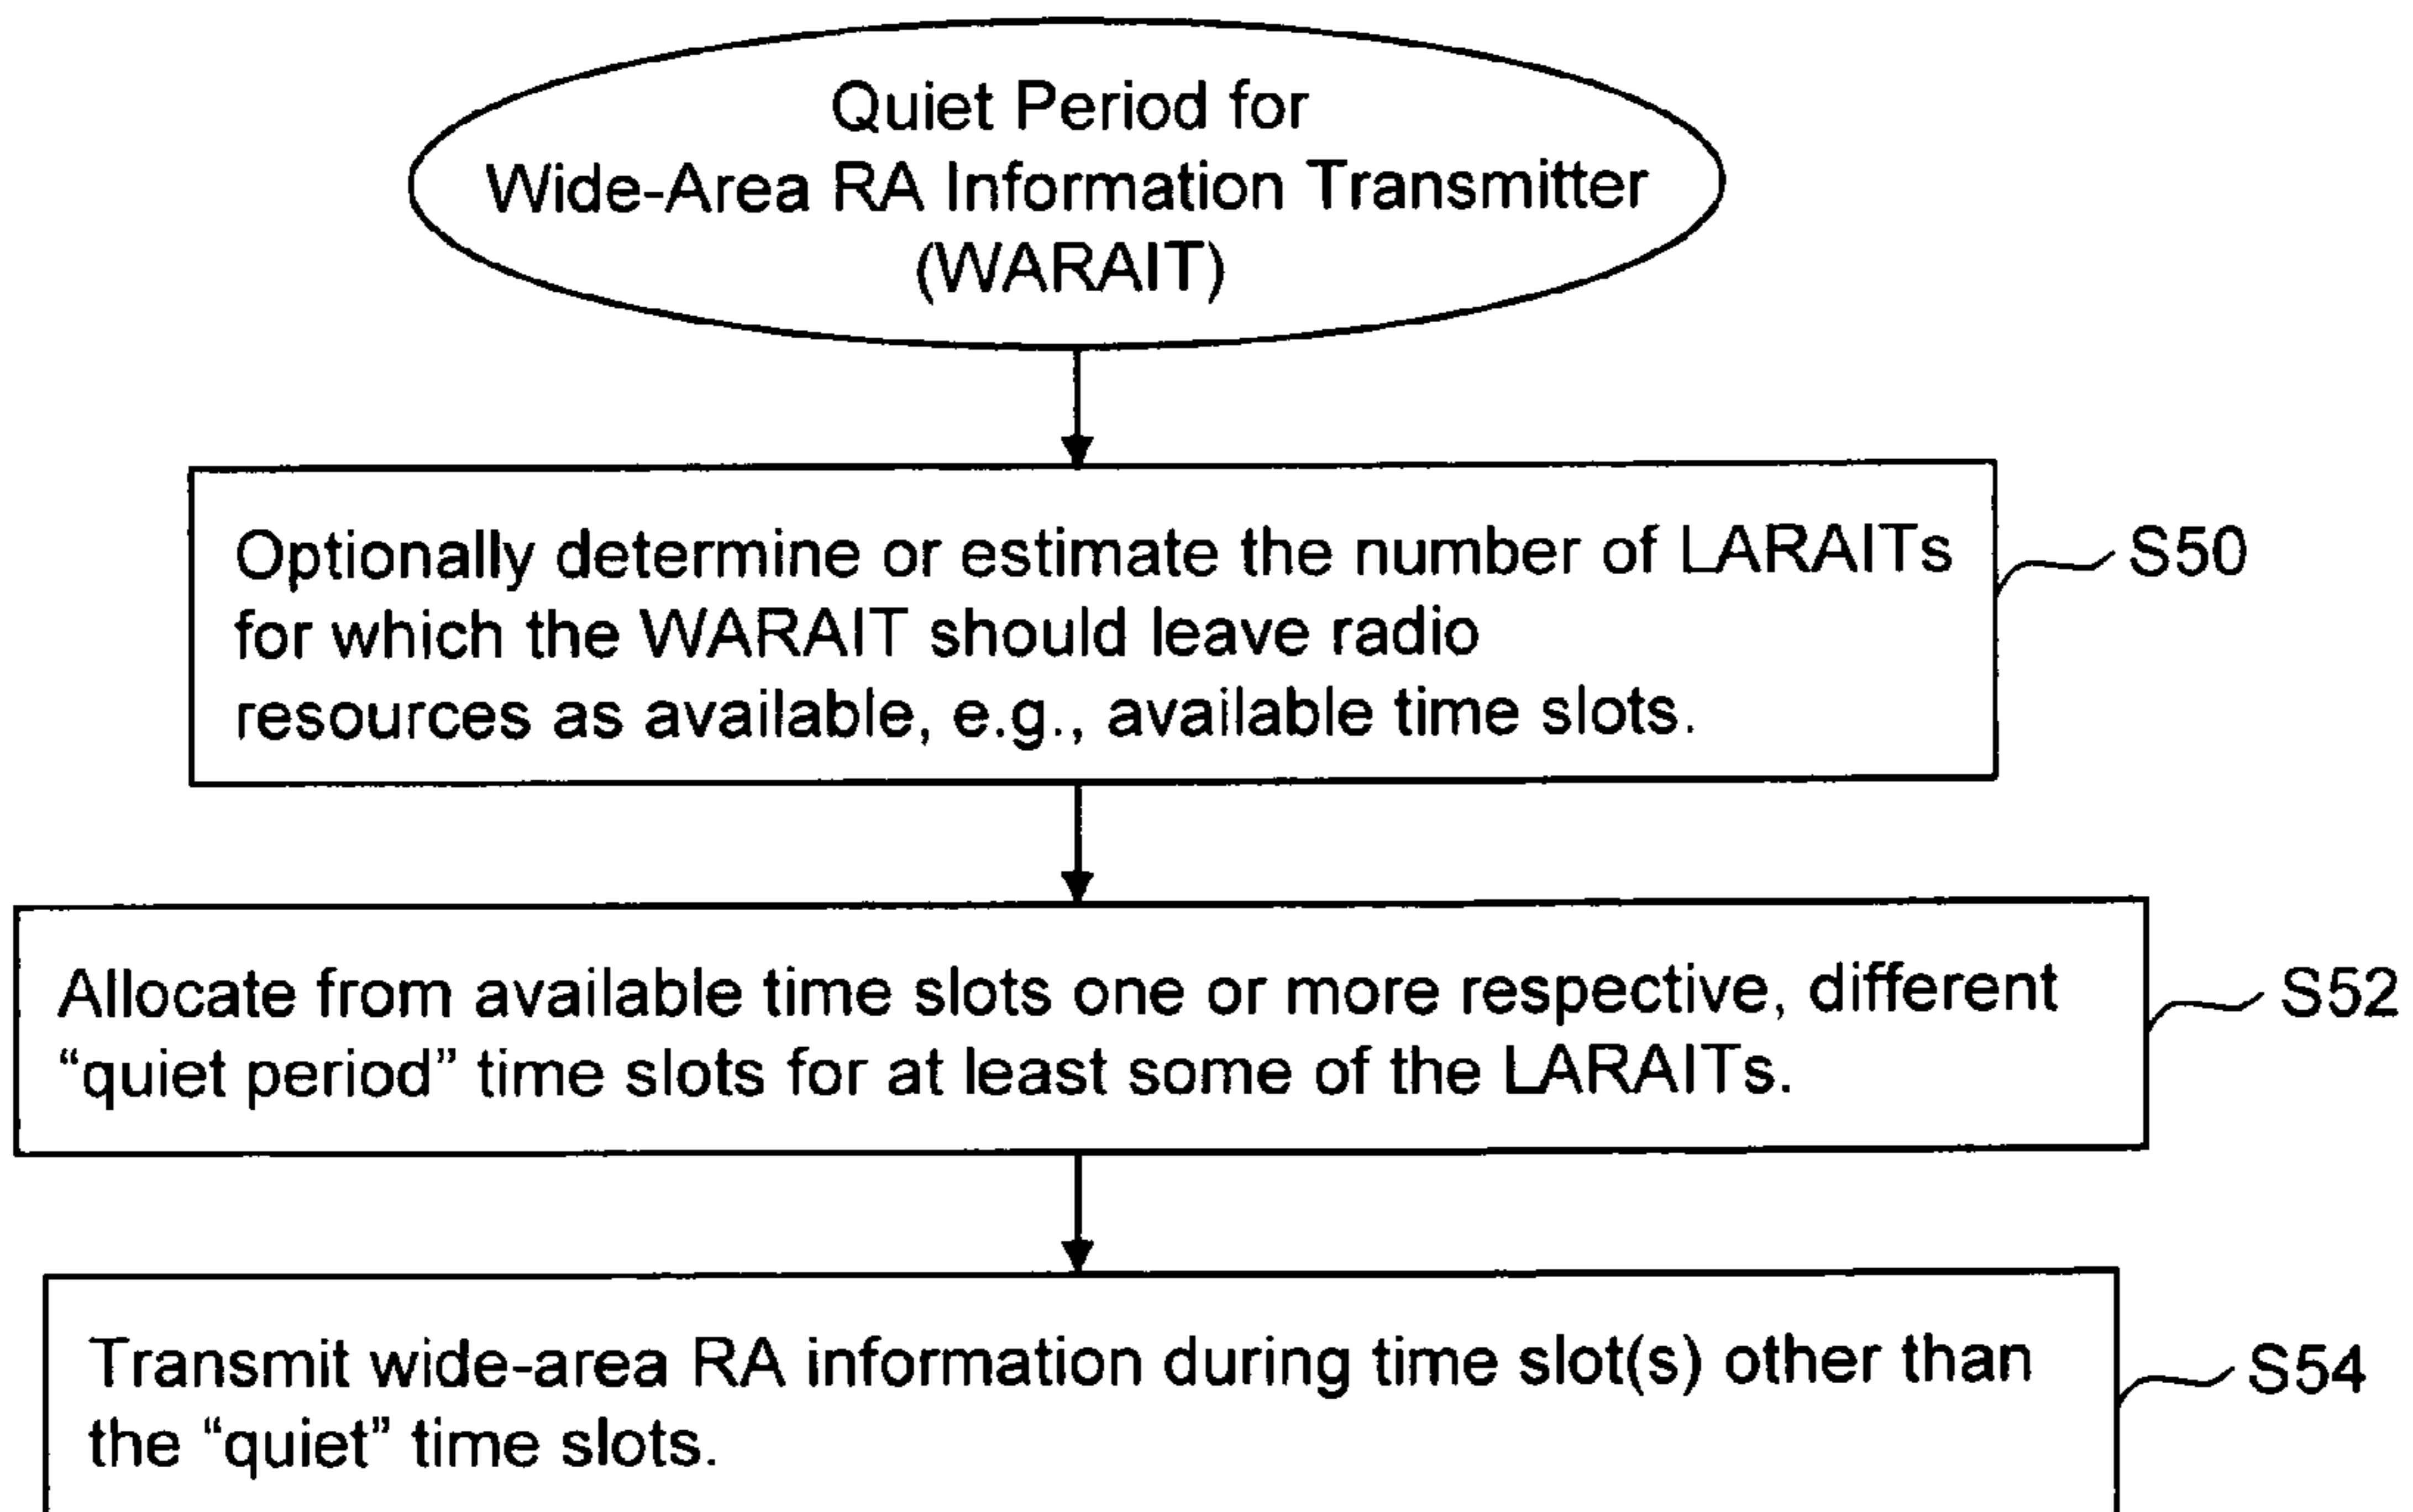 Quiet Period for
Wide-Area RA Information Transmitter
(WARAIT)
Optionally determine or estimate the number of LARAITs
for which the WARAIT should leave radio
resources as available, e.g., available time slots.
S50
Allocate from available time slots one or more respective, different
“quiet period” time slots for at least some of the LARAITs.
S52
Transmit wide-area RA information during time slot(s) other than
the “quiet” time slots.
S54